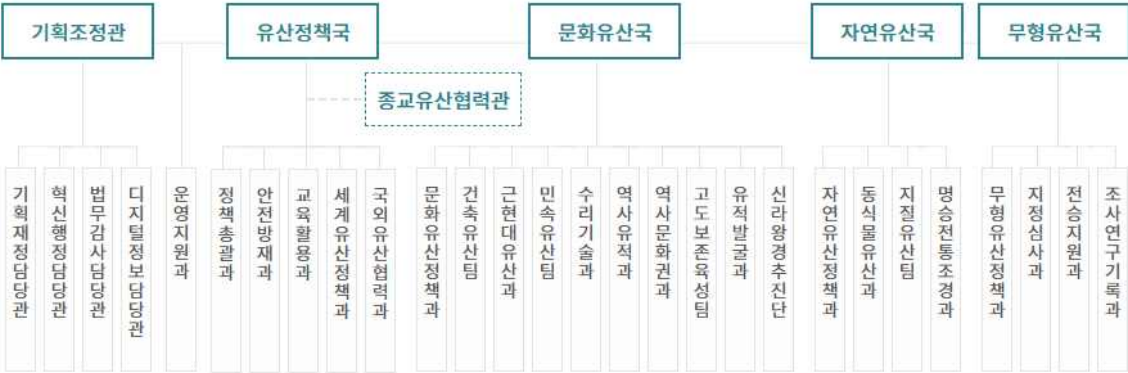 기획조정관
유산정책국
문화유산국
자연유산국
무형유산국
종교유산협력관
기획재정담당관
혁신행정담당관
법무감사담당관
디지털정보담당관
운영지원과
정책총괄과
안전방재과
교육활용과
세계유산정책과
국외유산협력과
문화유산정책과
건축유산팀
근현대유산과
민속유산팀
수리기술과
역사유적과
역사문화권과
고도보존육성팀
유적발굴과
신라왕경추진단
자연유산정책과
동식물유산과
지질유산팀
명승전통조경과
무형유산정책과
지정심사과
전승지원과
조사연구기록과